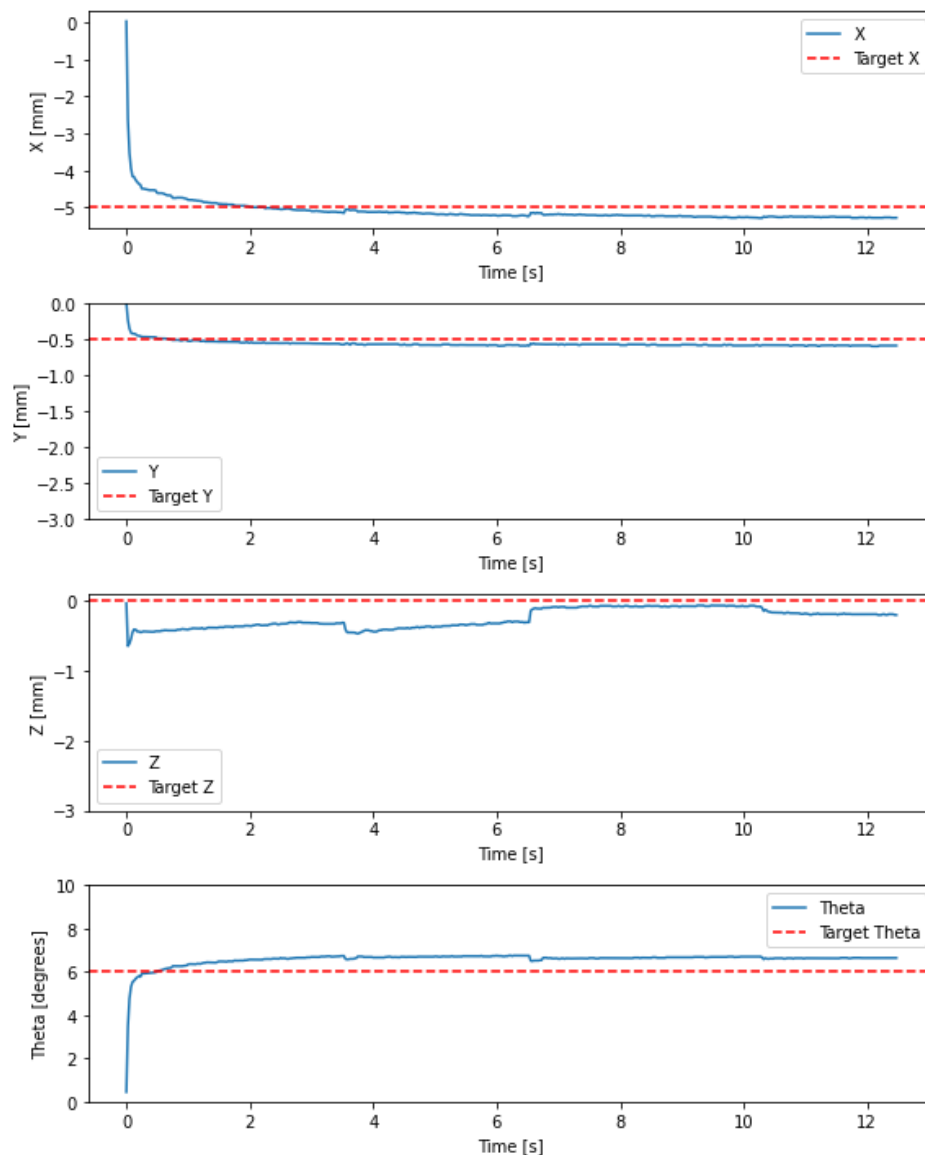 0
−1
−2
−3
−4
−5
X [mm]
X
Target X
0 2 4 6 8 10 12
Time [s]
0.0
−0.5
−1.0
−1.5
−2.0
−2.5
−3.0
Y [mm]
Y
Target Y
0 2 4 6 8 10 12
Time [s]
0
−1
−2
−3
Z [mm]
Z
Target Z
0 2 4 6 8 10 12
Time [s]
10
8
6
4
2
0
Theta [degrees]
Theta
Target Theta
0 2 4 6 8 10 12
Time [s]